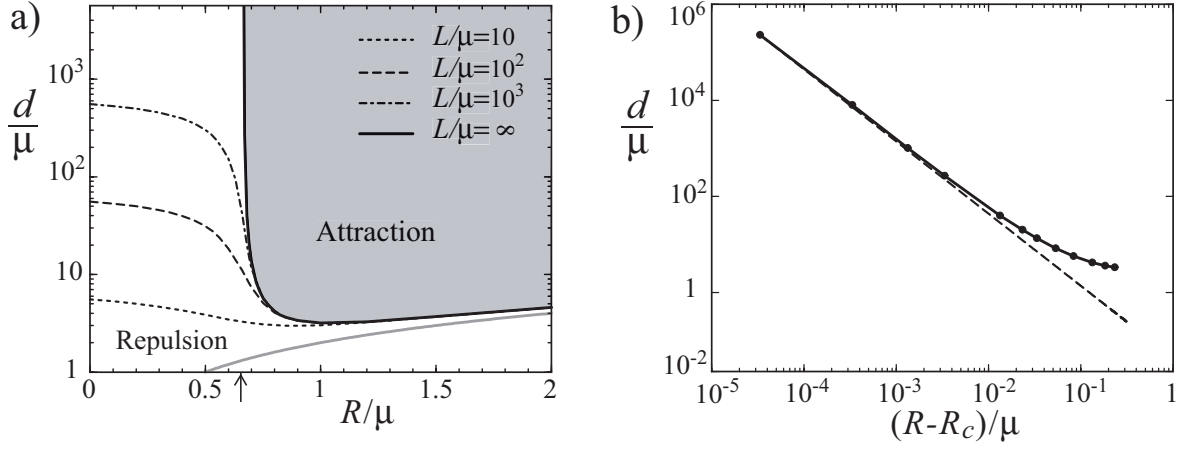 a)
d/μ
10³
10²
10
1
L/μ=10
L/μ=10²
L/μ=10³
L/μ= ∞
Attraction
Repulsion
0
0.5
1
1.5
2
R/μ
b)
d/μ
10⁶
10⁴
10²
1
10⁻²
10⁻⁵
10⁻⁴
10⁻³
10⁻²
10⁻¹
1
(R-R_c)/μ